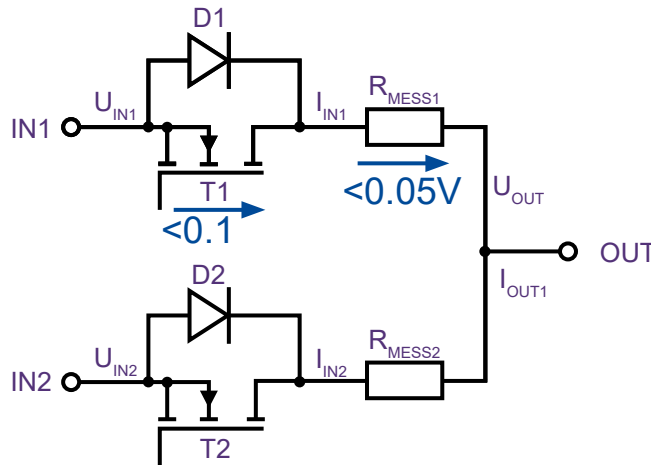 D1
U_IN1
I_IN1
R_MESS1
IN1
T1
<0.1
<0.05V
U_OUT
OUT
I_OUT1
D2
U_IN2
I_IN2
R_MESS2
IN2
T2